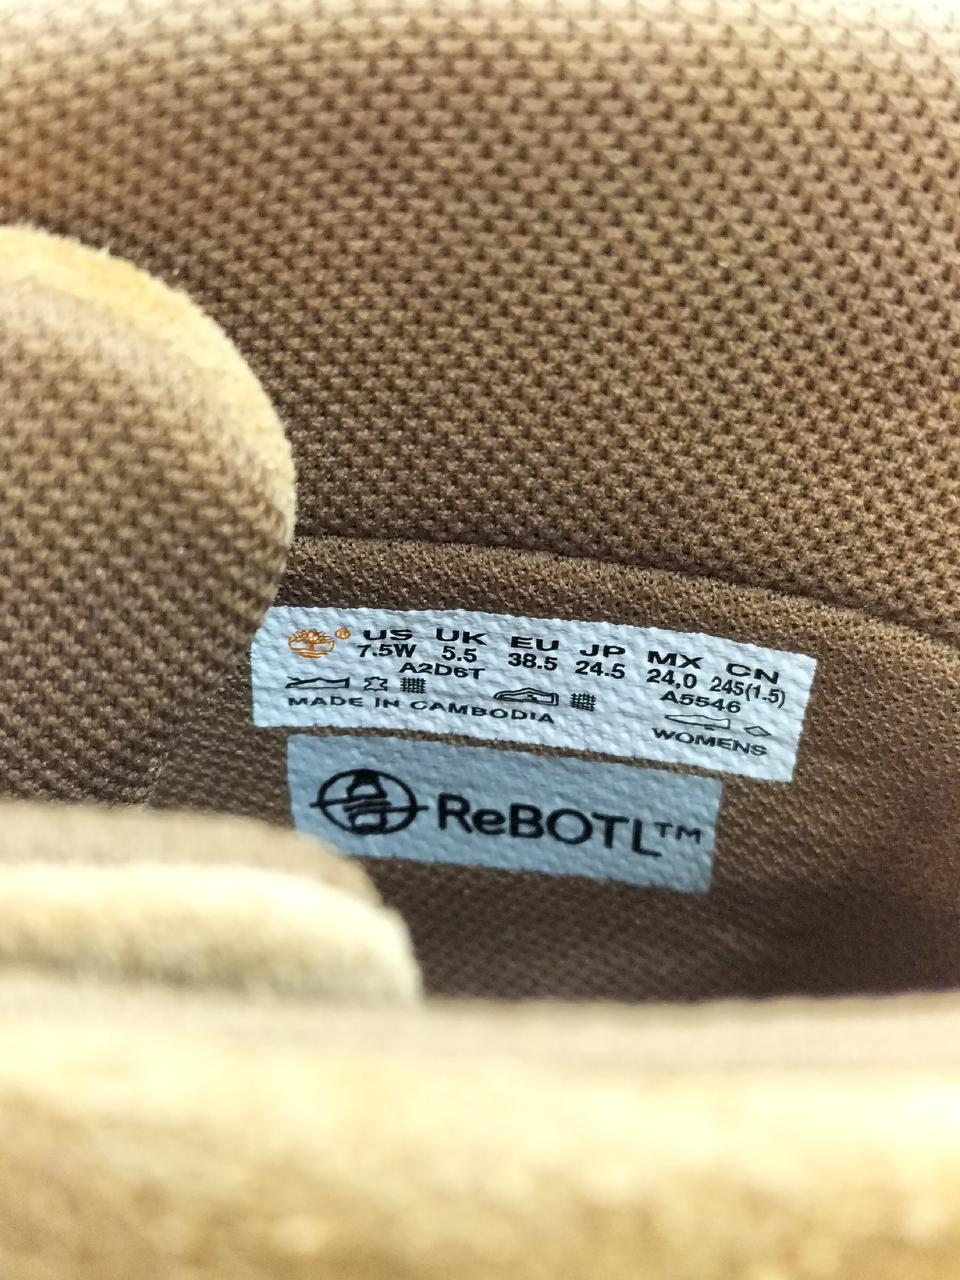 ® US UK EU JP MX CN
7.5W 5.5 38.5 24.5 24,0 245(1.5)
A2D6T A5546
MADE IN CAMBODIA WOMENS
ReBOTL™